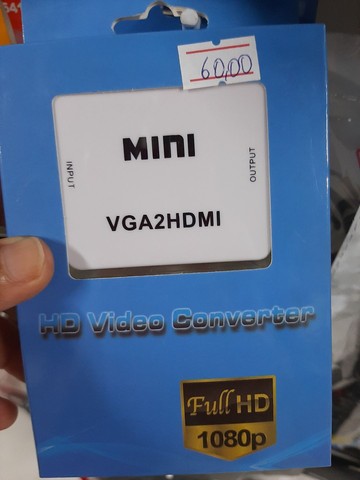 60,00
MINI
INPUT
OUTPUT
VGA2HDMI
HD Video Converter
Full HD
1080p